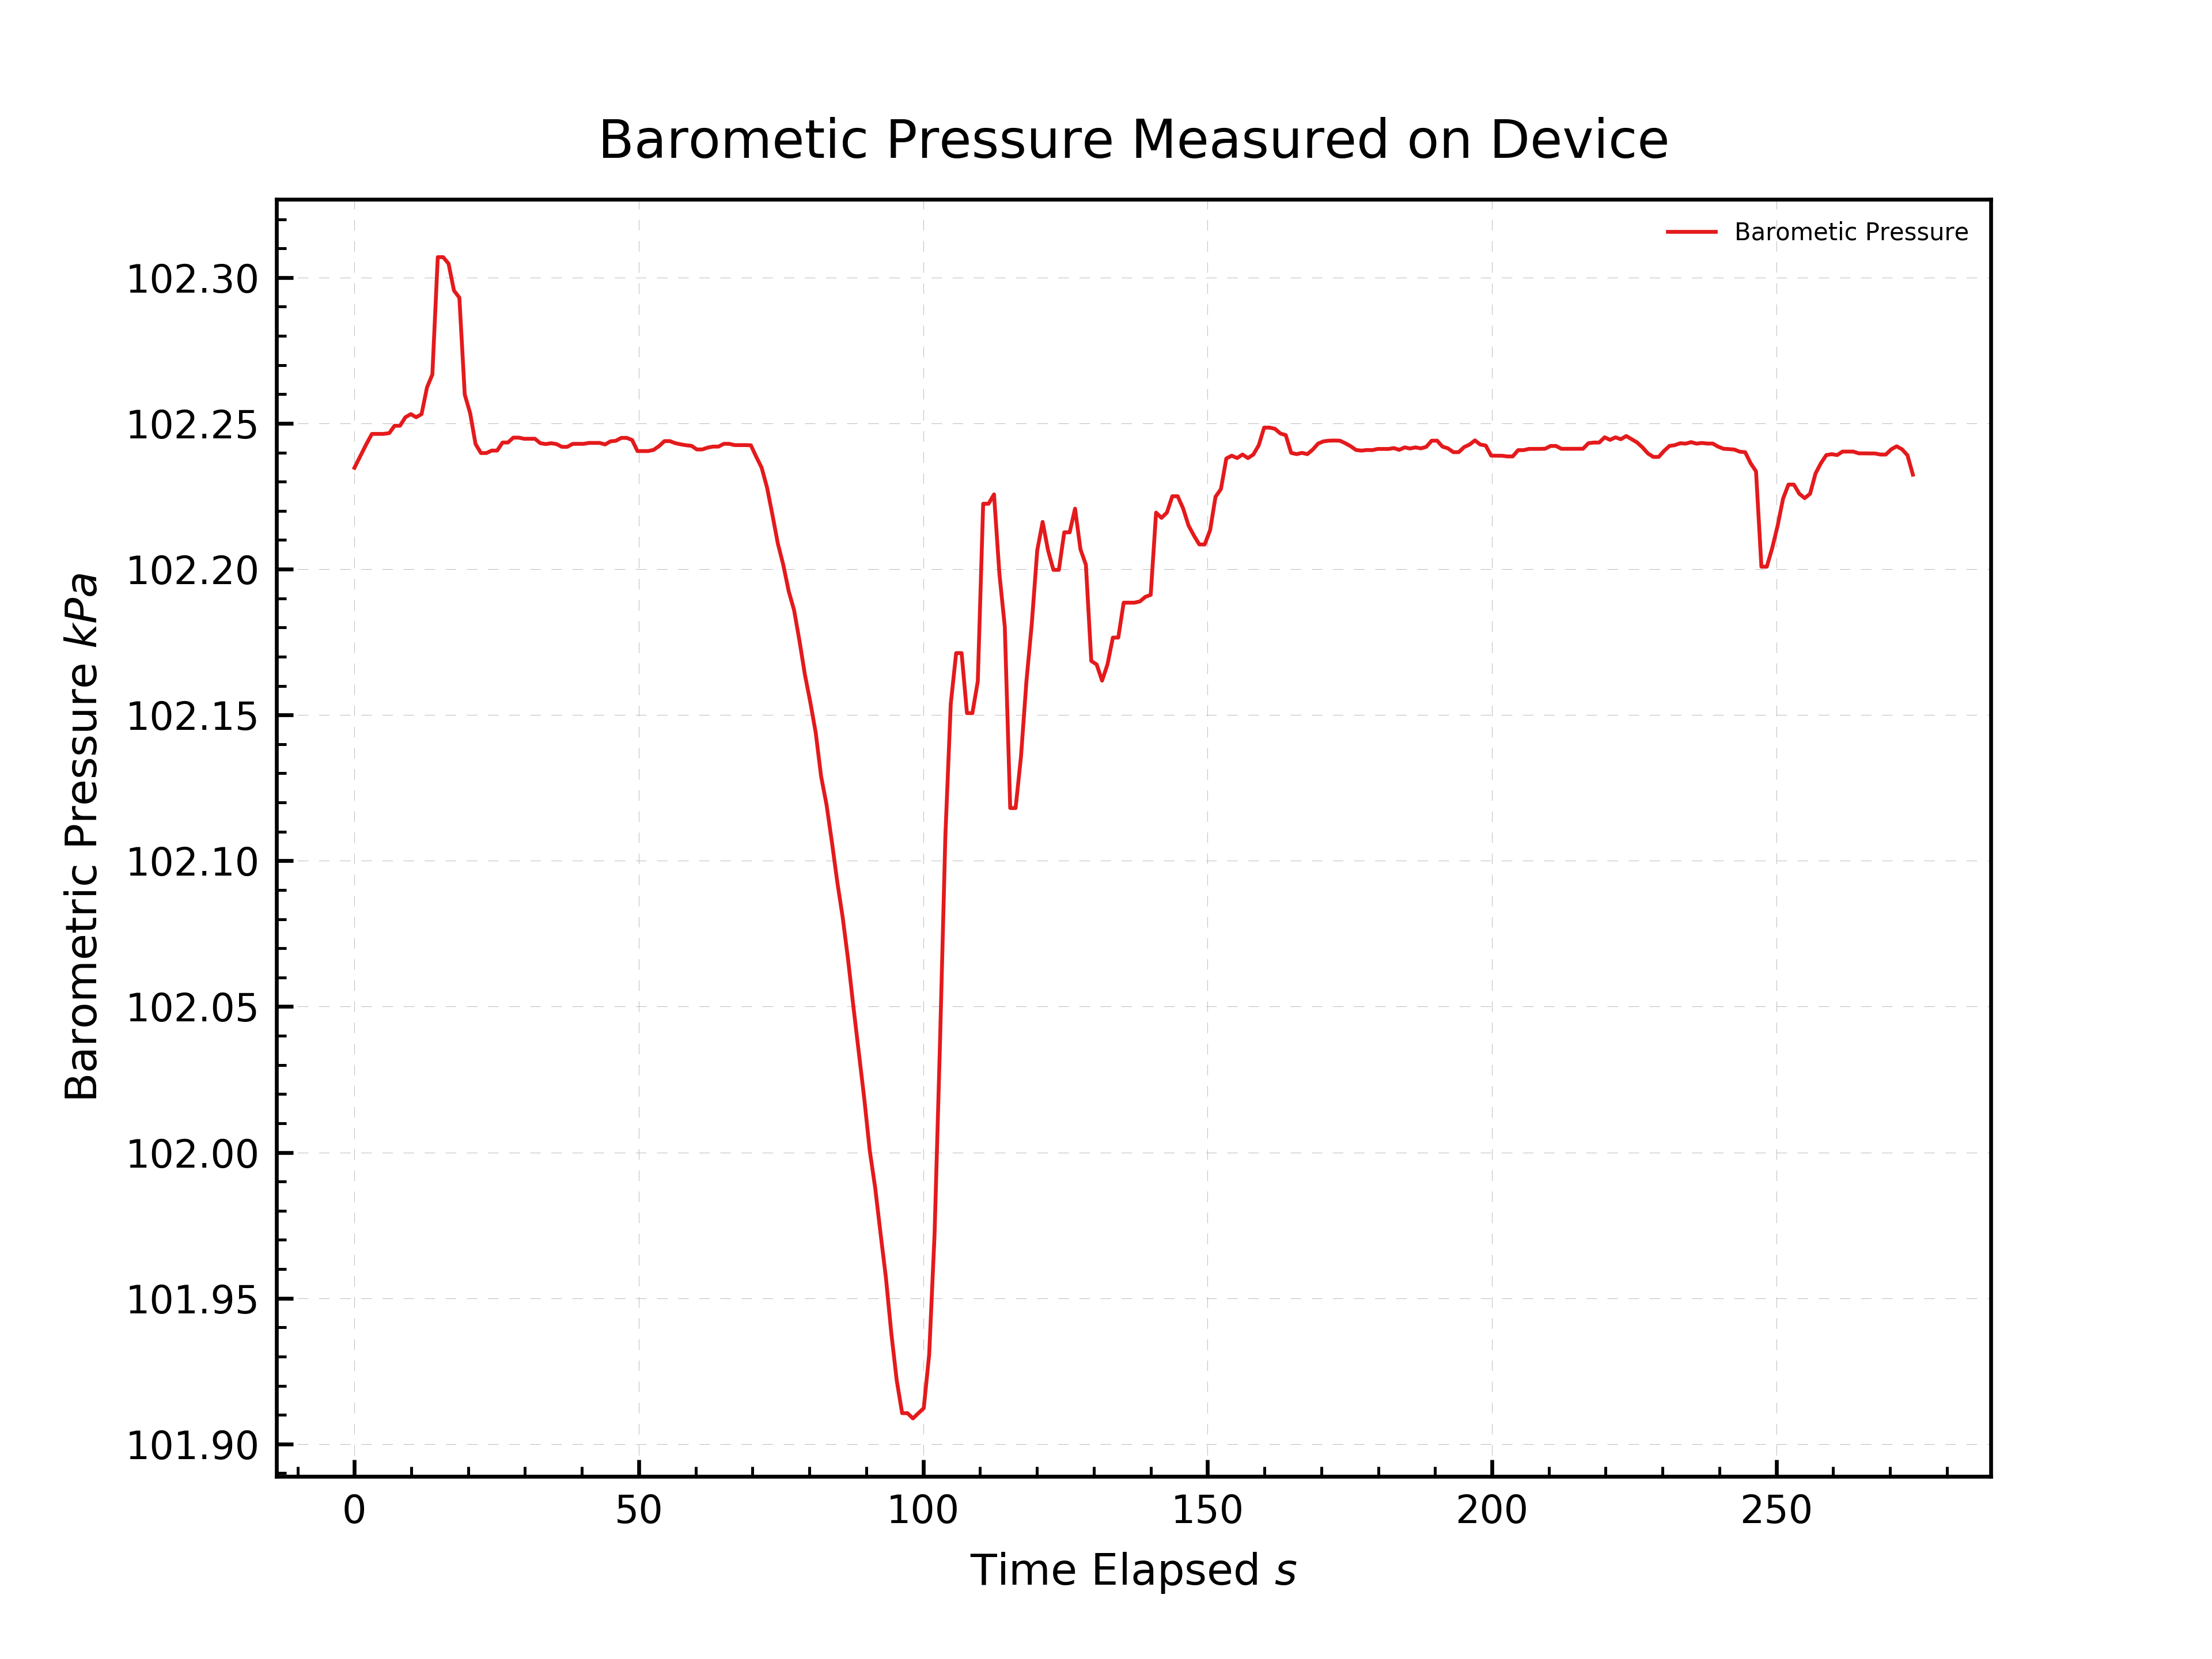 Barometic Pressure Measured on Device
Barometic Pressure
102.30
102.25
102.20
102.15
102.10
102.05
102.00
101.95
101.90
Barometric Pressure kPa
0 50 100 150 200 250
Time Elapsed s